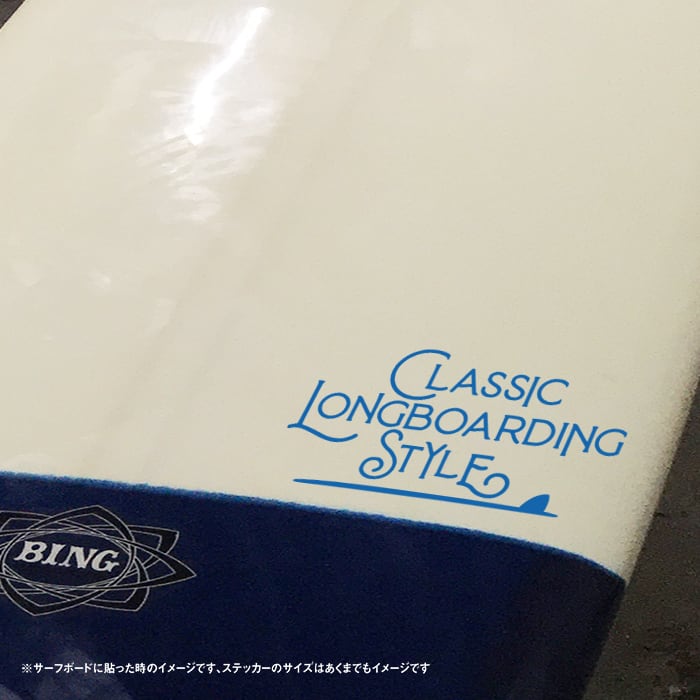 CLASSIC
LONGBOARDING
STYLE
BING
※サーフボードに貼った時のイメージです、ステッカーのサイズはあくまでもイメージです